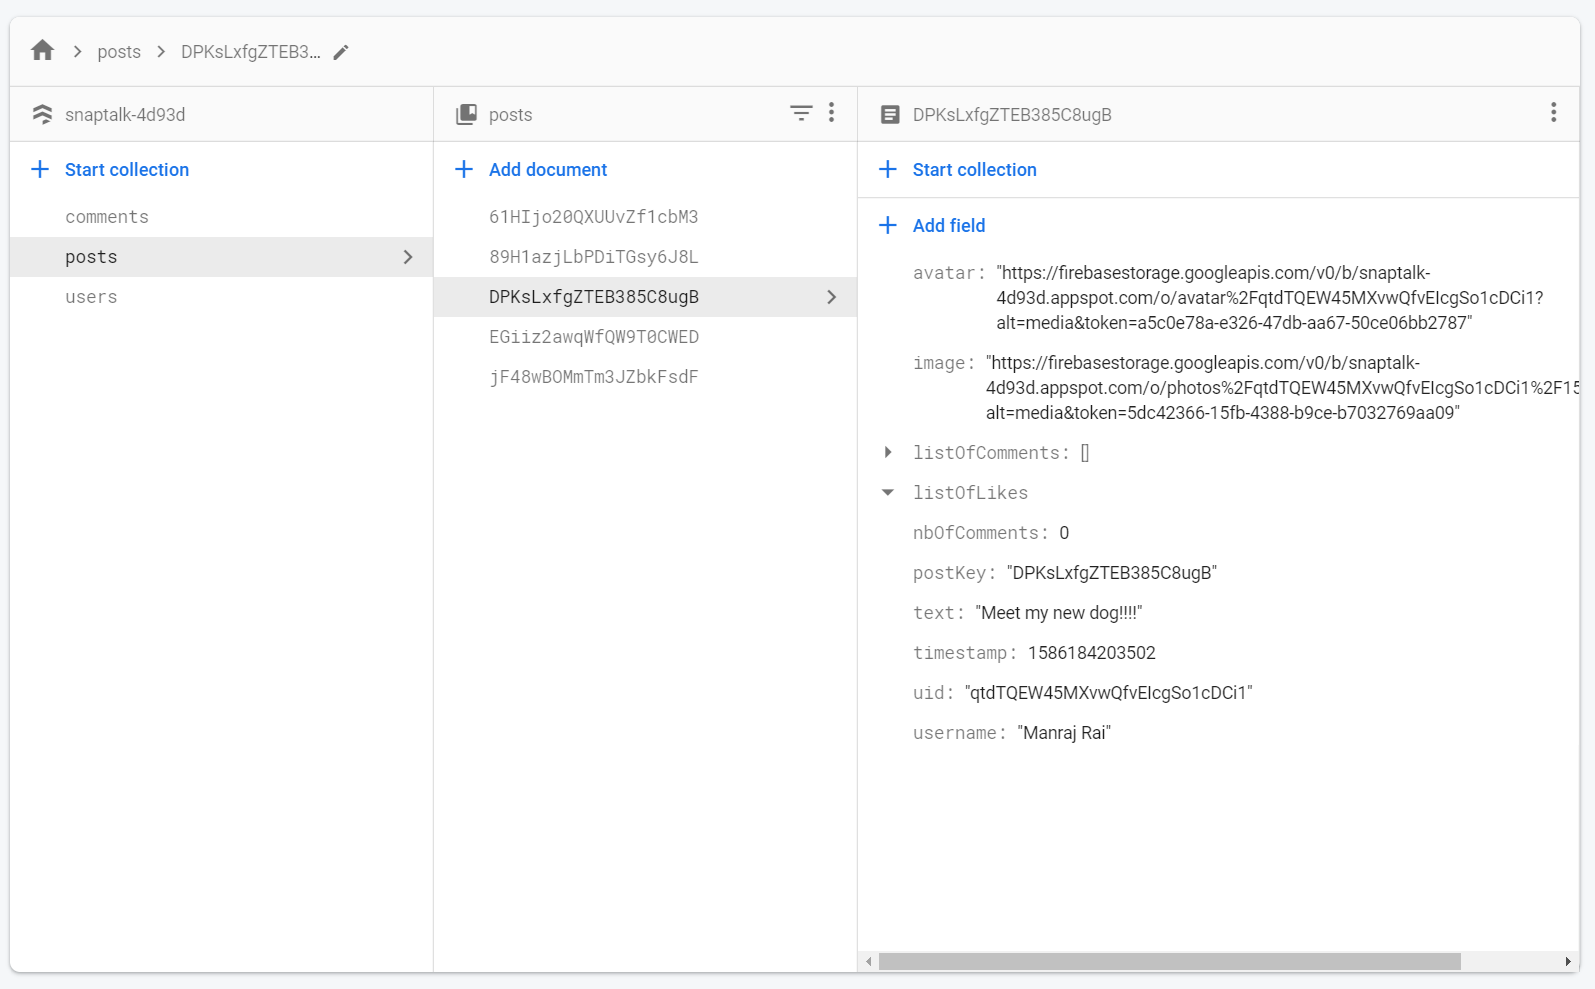 posts
DPKsLxfgZTEB3...
snaptalk-4d93d
Start collection
comments
posts
users
posts
Add document
61HIjo20QXUUvZf1cbM3
89H1azjLbPDiTGsy6J8L
DPKsLxfgZTEB385C8ugB
EGiiz2awqWfQW9T0CWED
jF48wBOMmTm3JZbkFsdF
DPKsLxfgZTEB385C8ugB
Start collection
Add field
avatar: "https://firebasestorage.googleapis.com/v0/b/snaptalk-
4d93d.appspot.com/o/avatar%2FqtdTQEW45MXvwQfvEIcgSo1cDCi1?
alt=media&token=a5c0e78a-e326-47db-aa67-50ce06bb2787"
image: "https://firebasestorage.googleapis.com/v0/b/snaptalk-
4d93d.appspot.com/o/photos%2FqtdTQEW45MXvwQfvEIcgSo1cDCi1%2F15
alt=media&token=5dc42366-15fb-4388-b9ce-b7032769aa09"
listOfComments: []
listOfLikes
nbOfComments: 0
postKey: "DPKsLxfgZTEB385C8ugB"
text: "Meet my new dog!!!!"
timestamp: 1586184203502
uid: "qtdTQEW45MXvwQfvEIcgSo1cDCi1"
username: "Manraj Rai"